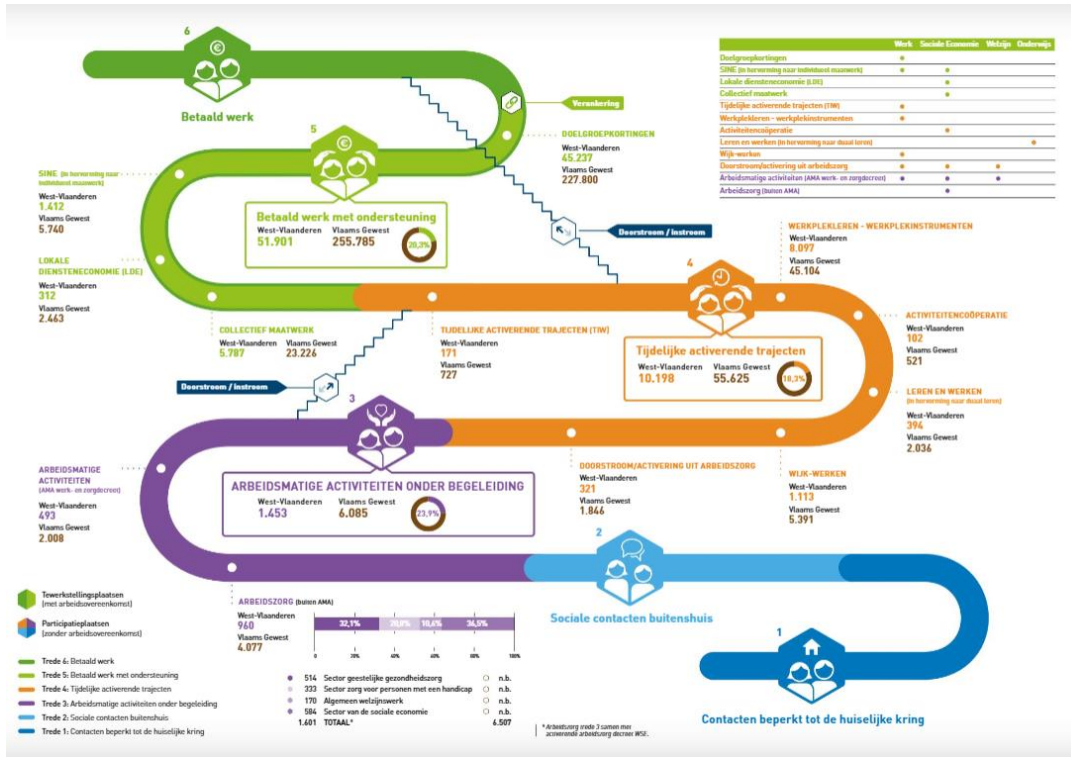 6
Betaald werk
Verankering
DOELGROEPKORTINGEN
West-Vlaanderen
45.237
Vlaams Gewest
227.800
Werk Sociale Economie Welzijn Onderwijs
Doelgroepkortingen
SINE (in hervorming naar individueel maatwerk)
Lokale diensteneconomie (LDE)
Collectief maatwerk
Tijdelijke activerende trajecten (TIW)
Werkplekleren - werkplekinstrumenten
Activiteitencoöperatie
Leren en werken (in hervorming naar duaal leren)
Wijk-werken
Doorstroom/activering uit arbeidszorg
Arbeidsmatige activiteiten (AMA werk- en zorgdecreet)
Arbeidszorg (buiten AMA)
5
SINE (in hervorming naar
individueel maatwerk)
West-Vlaanderen
1.412
Vlaams Gewest
5.740
Betaald werk met ondersteuning
West-Vlaanderen Vlaams Gewest
51.901 255.785
20,3%
Doorstroom / instroom
LOKALE
DIENSTENECONOMIE (LDE)
West-Vlaanderen
312
Vlaams Gewest
2.463
COLLECTIEF MAATWERK
West-Vlaanderen Vlaams Gewest
5.787 23.226
TIJDELIJKE ACTIVERENDE TRAJECTEN (TIW)
West-Vlaanderen
171
Vlaams Gewest
727
4
Tijdelijke activerende trajecten
West-Vlaanderen Vlaams Gewest
10.198 55.625
18,3%
WERKPLEKLEREN - WERKPLEKINSTRUMENTEN
West-Vlaanderen
8.097
Vlaams Gewest
45.104
ACTIVITEITENCOÖPERATIE
West-Vlaanderen
102
Vlaams Gewest
521
LEREN EN WERKEN
(in hervorming naar duaal leren)
West-Vlaanderen
394
Vlaams Gewest
2.036
Doorstroom / instroom
3
ARBEIDSMATIGE
ACTIVITEITEN
(AMA werk- en zorgdecreet)
West-Vlaanderen
493
Vlaams Gewest
2.008
ARBEIDSMATIGE ACTIVITEITEN ONDER BEGELEIDING
West-Vlaanderen Vlaams Gewest
1.453 6.085
23,9%
DOORSTROOM/ACTIVERING UIT ARBEIDSZORG
West-Vlaanderen
321
Vlaams Gewest
1.846
WIJK-WERKEN
West-Vlaanderen
1.113
Vlaams Gewest
5.391
2
Sociale contacten buitenshuis
1
Contacten beperkt tot de huiselijke kring
ARBEIDSZORG (buiten AMA)
West-Vlaanderen
960
Vlaams Gewest
4.077
32,1% 20,8% 10,6% 36,5%
0 20% 40% 60% 80% 100%
514 Sector geestelijke gezondheidszorg n.b.
333 Sector zorg voor personen met een handicap n.b.
170 Algemeen welzijnswerk n.b.
584 Sector van de sociale economie n.b.
1.601 TOTAAL* 6.507
* Arbeidszorg trede 3 samen met
activerende arbeidszorg decreet WSE.
Tewerkstellingsplaatsen
(met arbeidsovereenkomst)
Participatieplaatsen
(zonder arbeidsovereenkomst)
Trede 6: Betaald werk
Trede 5: Betaald werk met ondersteuning
Trede 4: Tijdelijke activerende trajecten
Trede 3: Arbeidsmatige activiteiten onder begeleiding
Trede 2: Sociale contacten buitenshuis
Trede 1: Contacten beperkt tot de huiselijke kring